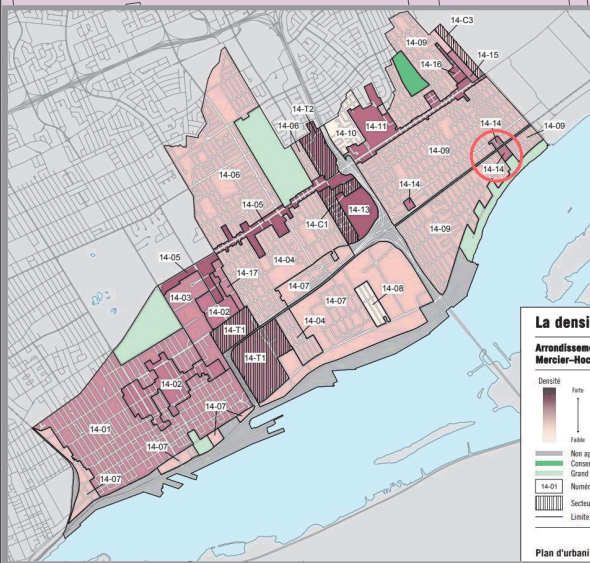 14-C3
14-09
14-15
14-16
14-T2
14-06
14-10
14-11
14-14
14-09
14-09
14-14
14-06
14-14
14-05
14-13
14-C1
14-09
14-05
14-17
14-04
14-03
14-07
14-07
14-08
14-02
14-04
14-T1
14-T1
14-02
14-07
14-01
14-07
14-07
La densi
Arrondisseme
Mercier–Hoc
Densité
Forte
Faible
Non ag
Conser
Grand
14-01 Numér
Secteu
Limite
Plan d'urbani